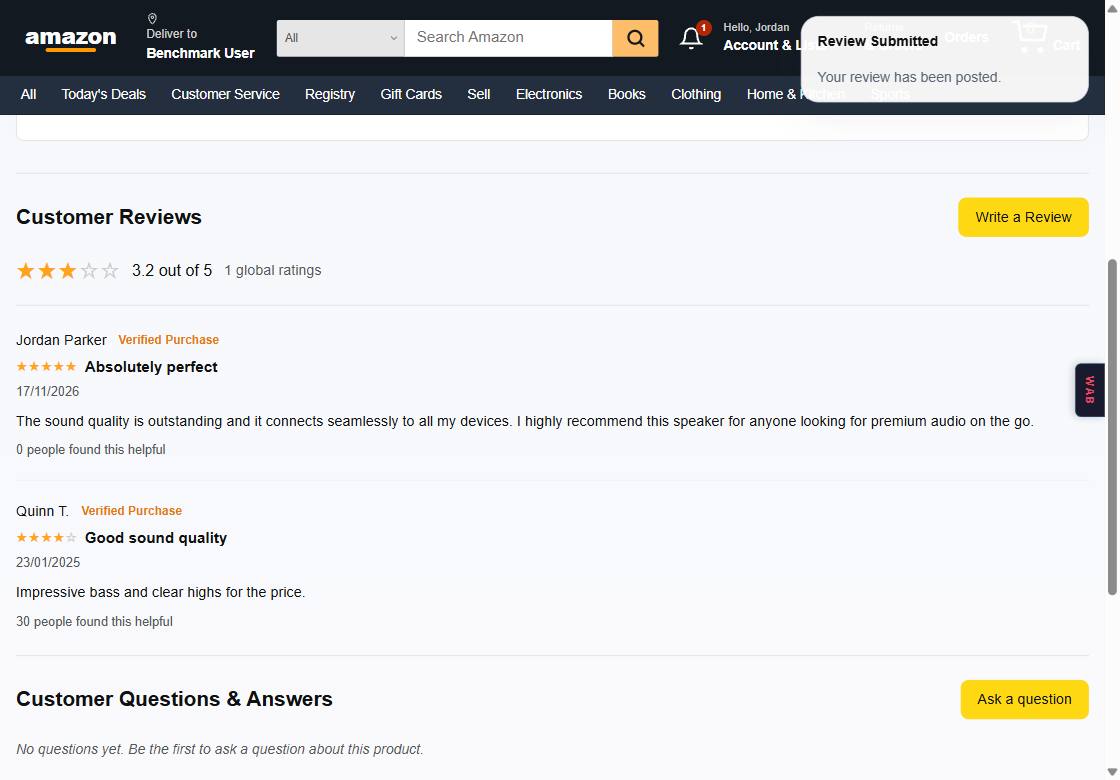 amazon
Deliver to
Benchmark User
All
Search Amazon
1
Hello, Jordan
Account & Li
Orders
Cart
Review Submitted
Your review has been posted.
All
Today's Deals
Customer Service
Registry
Gift Cards
Sell
Electronics
Books
Clothing
Home & Kitchen
Sports
Customer Reviews
Write a Review
3.2 out of 5
1 global ratings
Jordan Parker
Verified Purchase
Absolutely perfect
17/11/2026
The sound quality is outstanding and it connects seamlessly to all my devices. I highly recommend this speaker for anyone looking for premium audio on the go.
0 people found this helpful
Quinn T.
Verified Purchase
Good sound quality
23/01/2025
Impressive bass and clear highs for the price.
30 people found this helpful
WAB
Customer Questions & Answers
Ask a question
No questions yet. Be the first to ask a question about this product.